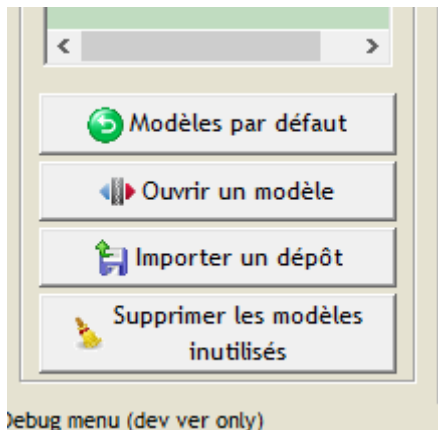 Modèles par défaut
Ouvrir un modèle
Importer un dépôt
Supprimer les modèles
inutilisés
Debug menu (dev ver only)